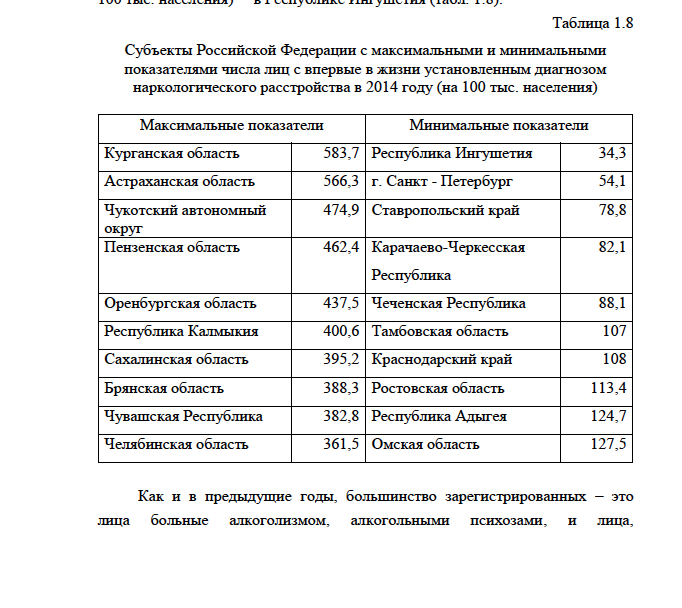 100 тыс. населения) в Республике Ингушетия (табл. 1.8).
Таблица 1.8
Субъекты Российской Федерации с максимальными и минимальными
показателями числа лиц с впервые в жизни установленным диагнозом
наркологического расстройства в 2014 году (на 100 тыс. населения)
Максимальные показатели Минимальные показатели
Курганская область 583,7 Республика Ингушетия 34,3
Астраханская область 566,3 г. Санкт - Петербург 54,1
Чукотский автономный 474,9 Ставропольский край 78,8
округ
Пензенская область 462,4 Карачаево-Черкесская 82,1
Республика
Оренбургская область 437,5 Чеченская Республика 88,1
Республика Калмыкия 400,6 Тамбовская область 107
Сахалинская область 395,2 Краснодарский край 108
Брянская область 388,3 Ростовская область 113,4
Чувашская Республика 382,8 Республика Адыгея 124,7
Челябинская область 361,5 Омская область 127,5
Как и в предыдущие годы, большинство зарегистрированных – это
лица больные алкоголизмом, алкогольными психозами, и лица,